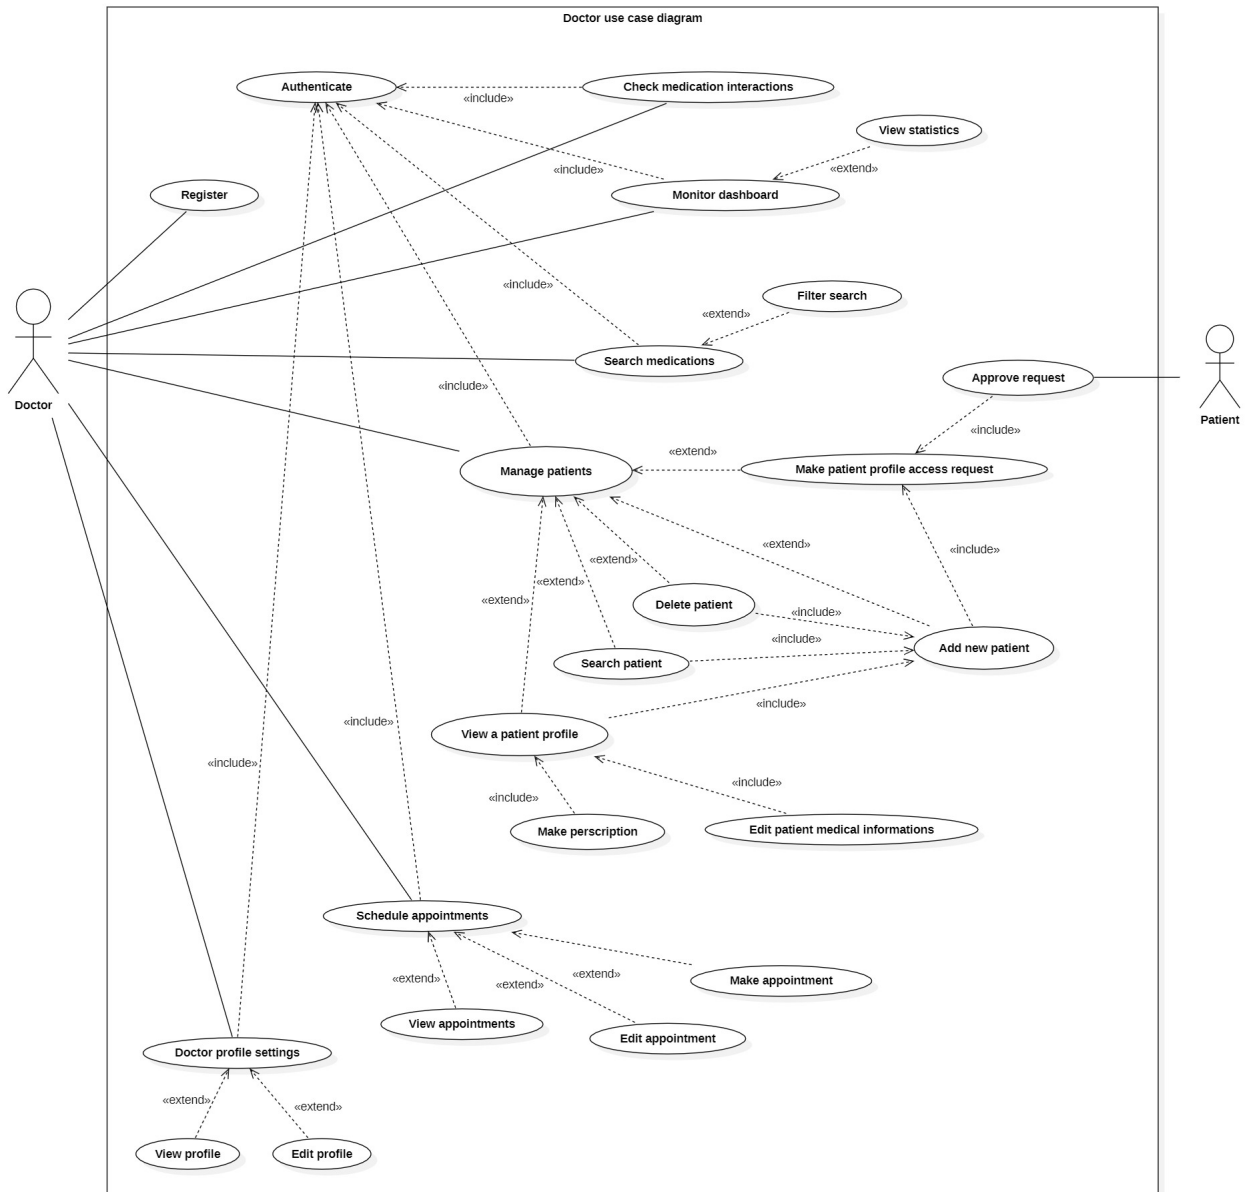 Doctor use case diagram
Authenticate
«include»
Check medication interactions
View statistics
«extend»
«include»
Register
Monitor dashboard
«include»
Filter search
«extend»
Search medications
Approve request
«include»
Doctor
Patient
«include»
Manage patients
«extend»
Make patient profile access request
«extend»
«include»
«extend»
«extend»
«extend»
Delete patient
«include»
«include»
Search patient
Add new patient
«include»
«include»
View a patient profile
«include»
«include»
«include»
Make perscription
Edit patient medical informations
Schedule appointments
«extend»
«extend»
«extend»
Make appointment
View appointments
Edit appointment
Doctor profile settings
«extend»
«extend»
View profile
Edit profile